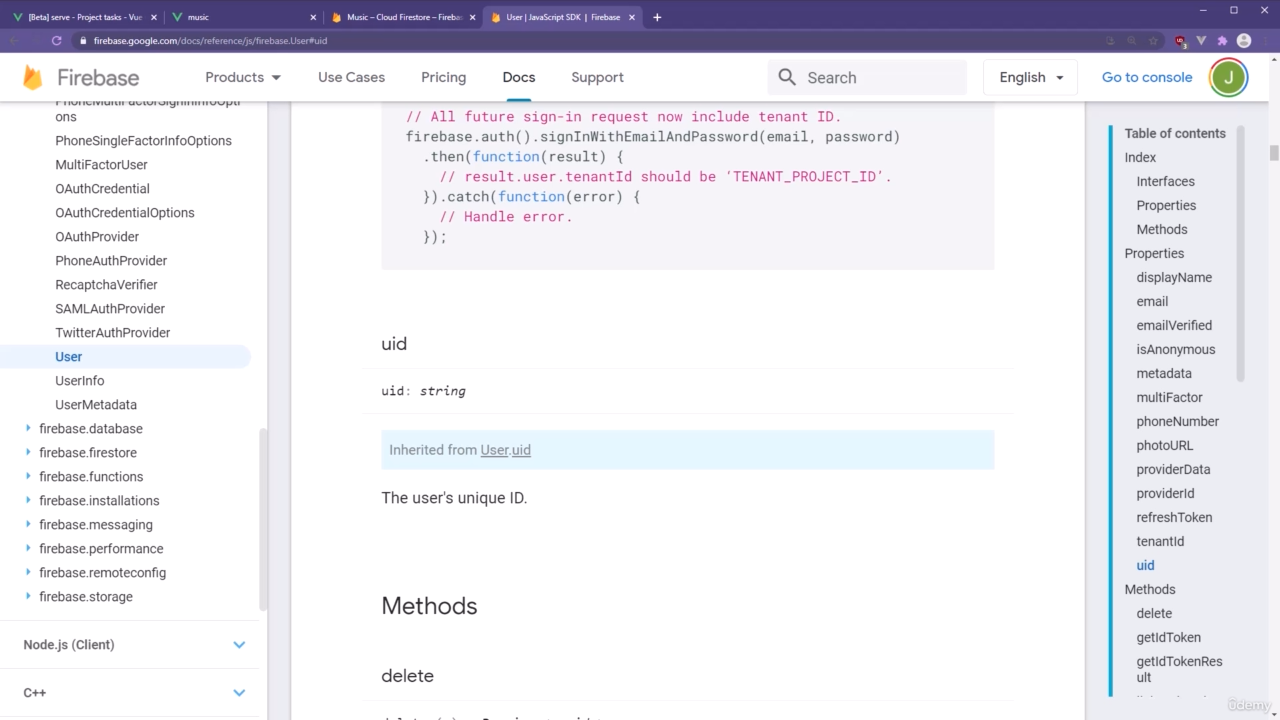 [Beta] serve - Project tasks - Vue
music
Music – Cloud Firestore – Fireba
User | JavaScript SDK | Firebase
firebase.google.com/docs/reference/js/firebase.User#uid
Firebase
Products
Use Cases
Pricing
Docs
Support
Search
English
Go to console
J
PhoneMultiFactorSignInInfoOpti
ons
PhoneSingleFactorInfoOptions
MultiFactorUser
OAuthCredential
OAuthCredentialOptions
OAuthProvider
PhoneAuthProvider
RecaptchaVerifier
SAMLAuthProvider
TwitterAuthProvider
User
UserInfo
UserMetadata
firebase.database
firebase.firestore
firebase.functions
firebase.installations
firebase.messaging
firebase.performance
firebase.remoteconfig
firebase.storage
Node.js (Client)
C++
// All future sign-in request now include tenant ID.
firebase.auth().signInWithEmailAndPassword(email, password)
.then(function(result) {
// result.user.tenantId should be ‘TENANT_PROJECT_ID’.
}).catch(function(error) {
// Handle error.
});
uid
uid: string
Inherited from User.uid
The user's unique ID.
Methods
delete
Table of contents
Index
Interfaces
Properties
Methods
Properties
displayName
email
emailVerified
isAnonymous
metadata
multiFactor
phoneNumber
photoURL
providerData
providerId
refreshToken
tenantId
uid
Methods
delete
getIdToken
getIdTokenRes
ult
ûdemy